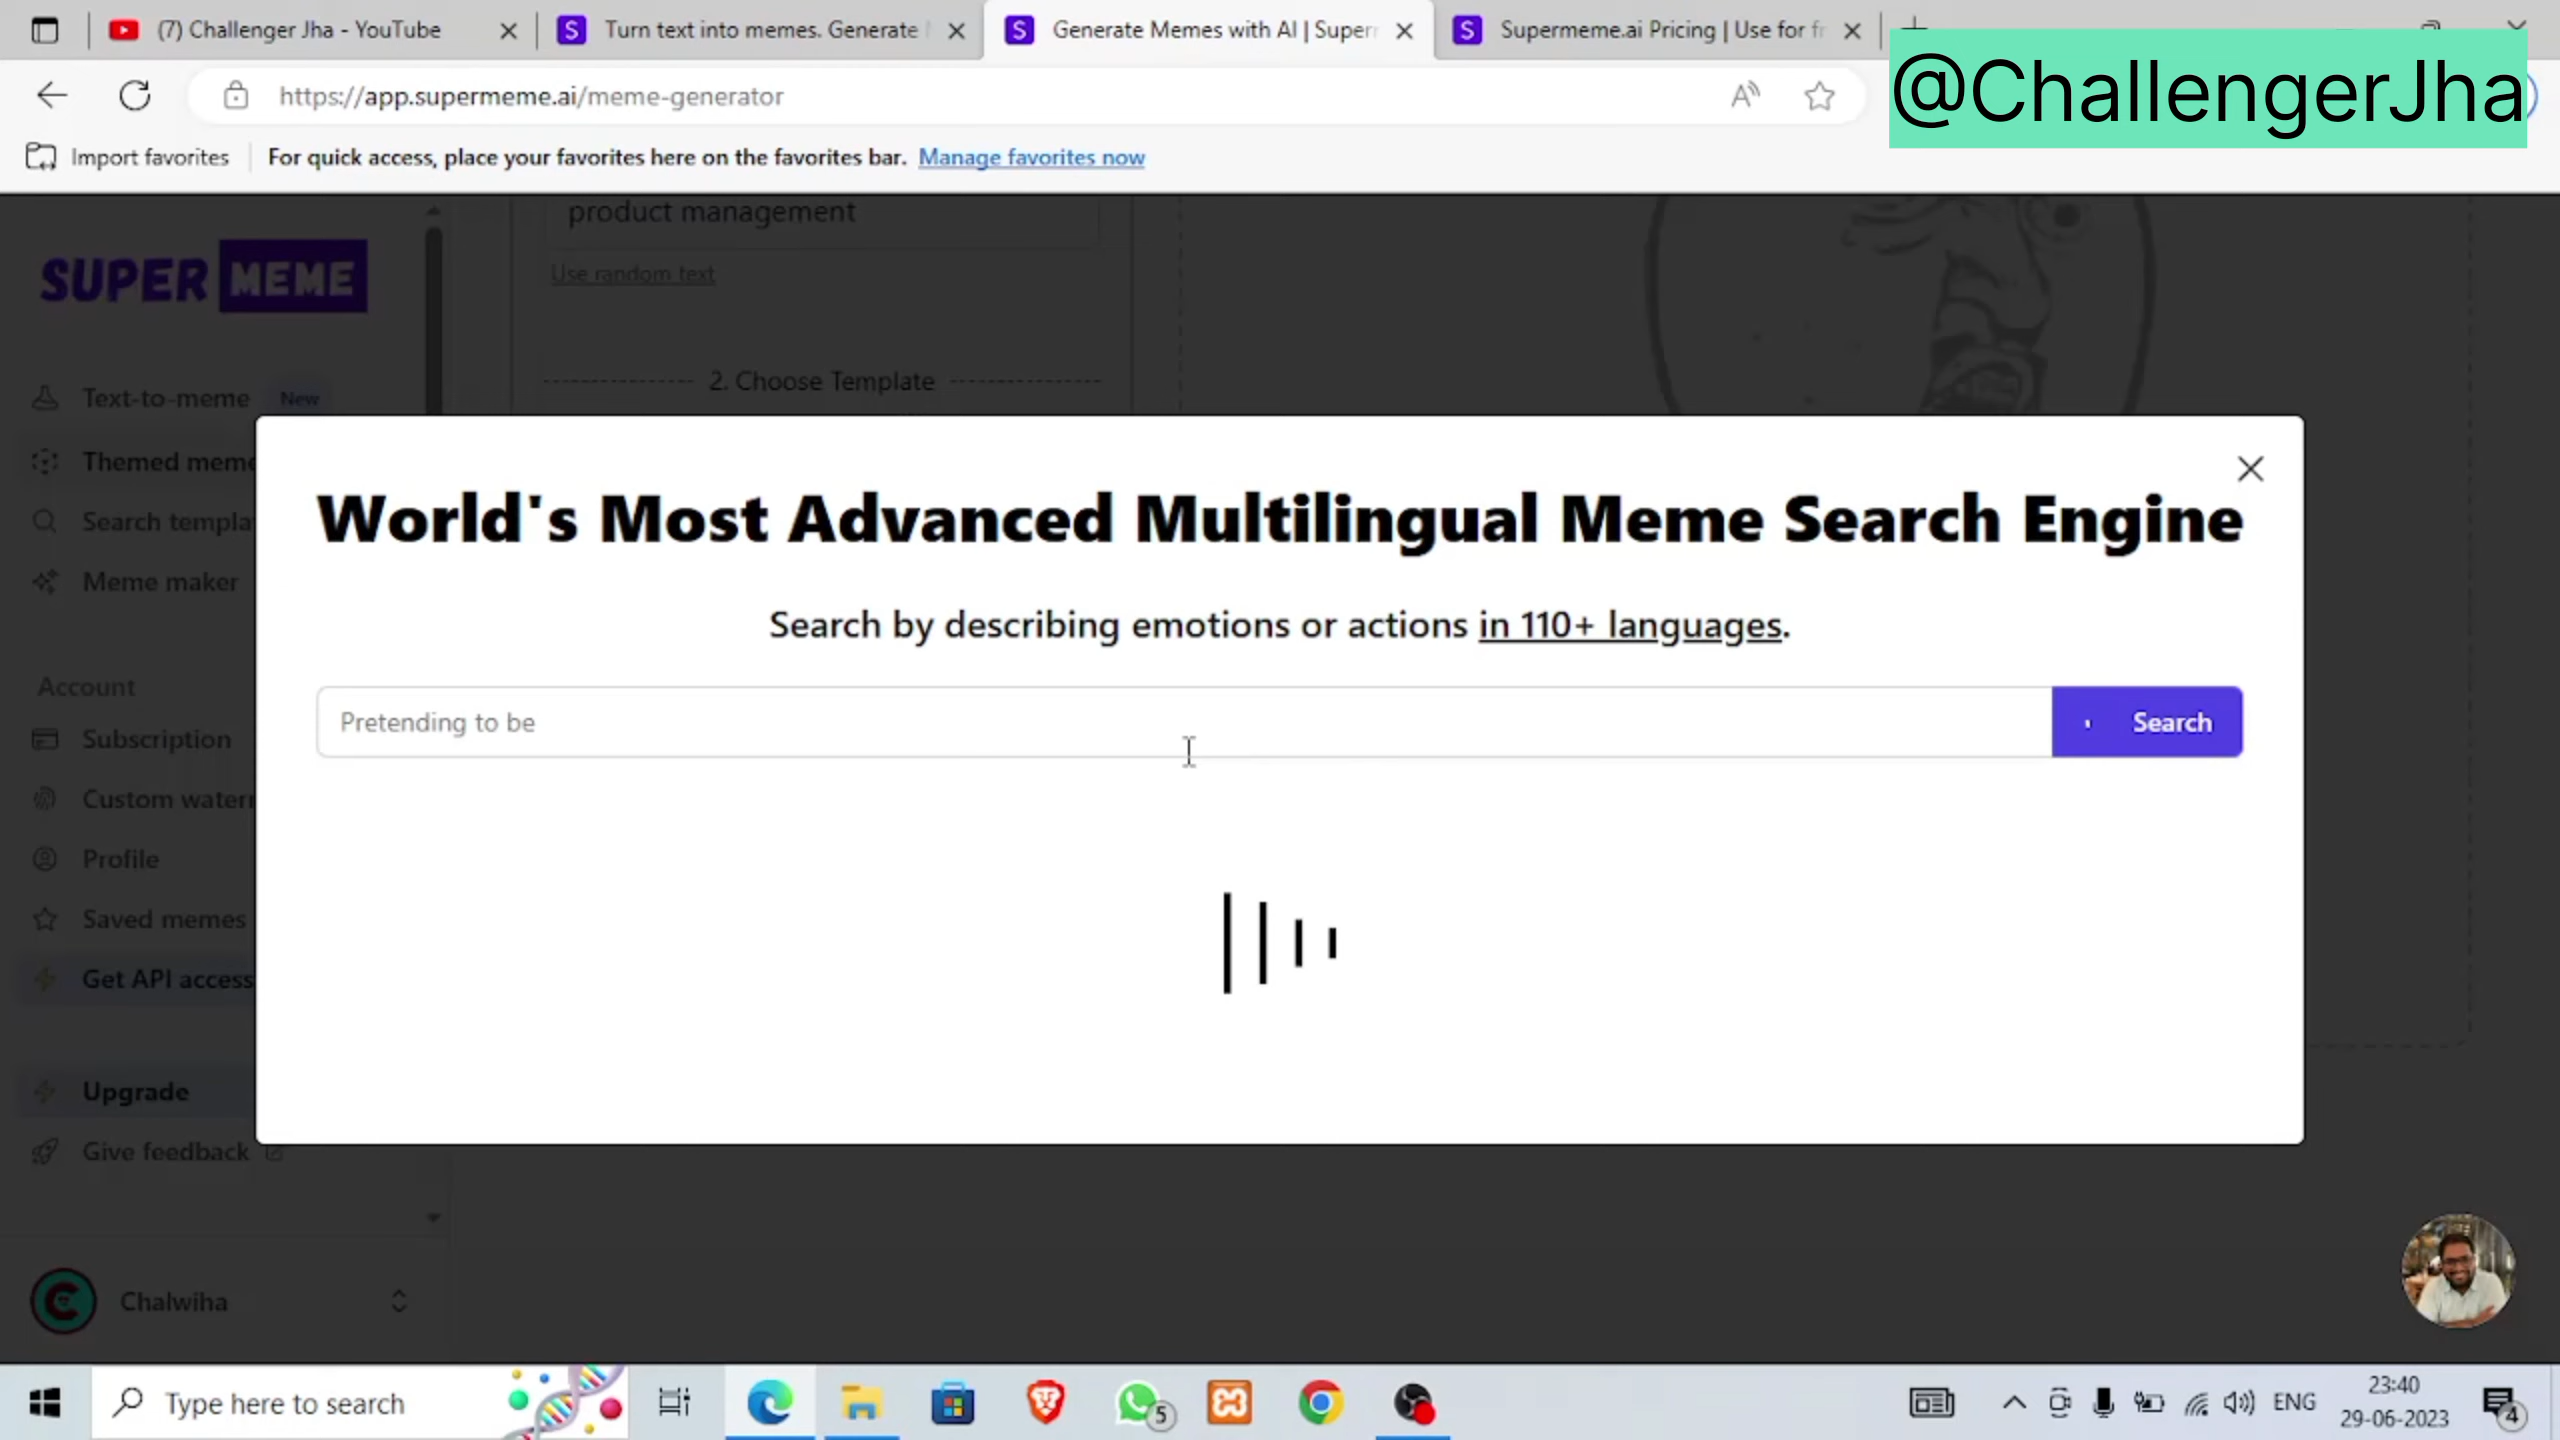 (7) Challenger Jha - YouTube
Turn text into memes. Generate
Generate Memes with AI | Super
Supermeme.ai Pricing | Use for fr
@ChallengerJha
https://app.supermeme.ai/meme-generator
Import favorites
For quick access, place your favorites here on the favorites bar. Manage favorites now
SUPER MEME
product management
Use random text
2. Choose Template
Text-to-meme New
Themed meme
Search templa
Meme maker
Account
Subscription
Custom water
Profile
Saved memes
Get API access
Upgrade
Give feedback
Chalwiha
World's Most Advanced Multilingual Meme Search Engine
Search by describing emotions or actions in 110+ languages.
Pretending to be
Search
Type here to search
5
ENG
23:40
29-06-2023
4